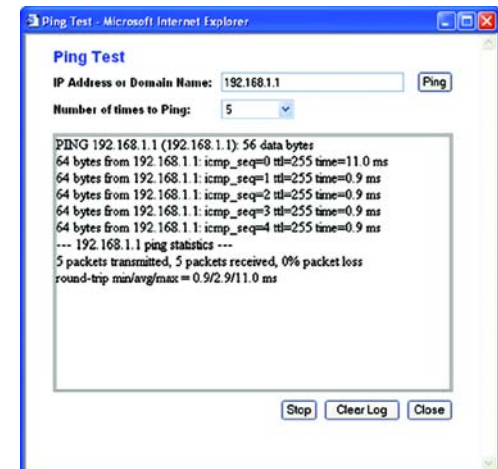 Ping Test - Microsoft Internet Explorer
Ping Test
IP Address or Domain Name: 192.168.1.1 Ping
Number of times to Ping: 5
PING 192.168.1.1 (192.168.1.1): 56 data bytes
64 bytes from 192.168.1.1: icmp_seq=0 ttl=255 time=11.0 ms
64 bytes from 192.168.1.1: icmp_seq=1 ttl=255 time=0.9 ms
64 bytes from 192.168.1.1: icmp_seq=2 ttl=255 time=0.9 ms
64 bytes from 192.168.1.1: icmp_seq=3 ttl=255 time=0.9 ms
64 bytes from 192.168.1.1: icmp_seq=4 ttl=255 time=0.9 ms
--- 192.168.1.1 ping statistics ---
5 packets transmitted, 5 packets received, 0% packet loss
round-trip min/avg/max = 0.9/2.9/11.0 ms
Stop Clear Log Close